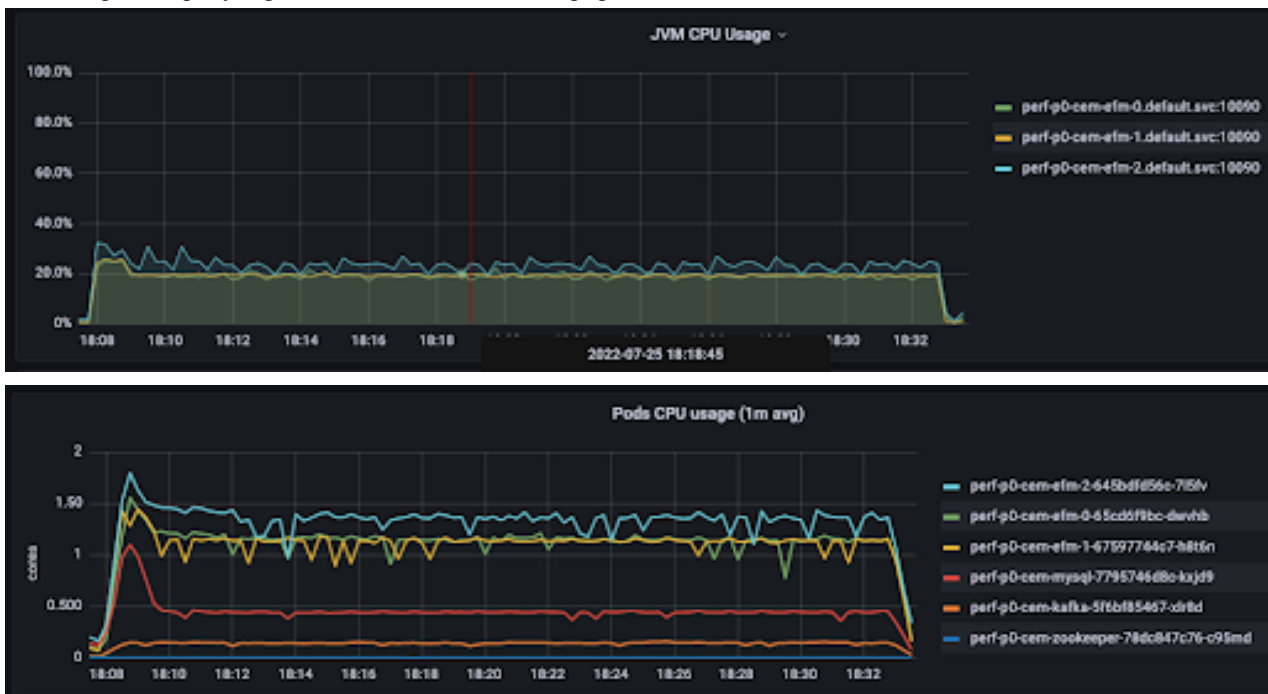 JVM CPU Usage
100.0%
80.0%
60.0%
40.0%
20.0%
0%
18:08 18:10 18:12 18:14 18:16 18:18 18:30 18:32
2022-07-25 18:18:45
perf-p0-cem-efm-0.default.svc:10090
perf-p0-cem-efm-1.default.svc:10090
perf-p0-cem-efm-2.default.svc:10090
Pods CPU usage (1m avg)
cores
2
1.50
1
0.500
0
18:08 18:10 18:12 18:14 18:16 18:18 18:20 18:22 18:24 18:26 18:28 18:30 18:32
perf-p0-cem-efm-2-645bdfd56c-7l5fv
perf-p0-cem-efm-0-65cd6f9bc-dwvhb
perf-p0-cem-efm-1-67597744c7-h8t6n
perf-p0-cem-mysql-7795746d8c-kxjd9
perf-p0-cem-kafka-5f6bf85467-xlr8d
perf-p0-cem-zookeeper-78dc847c76-c95md